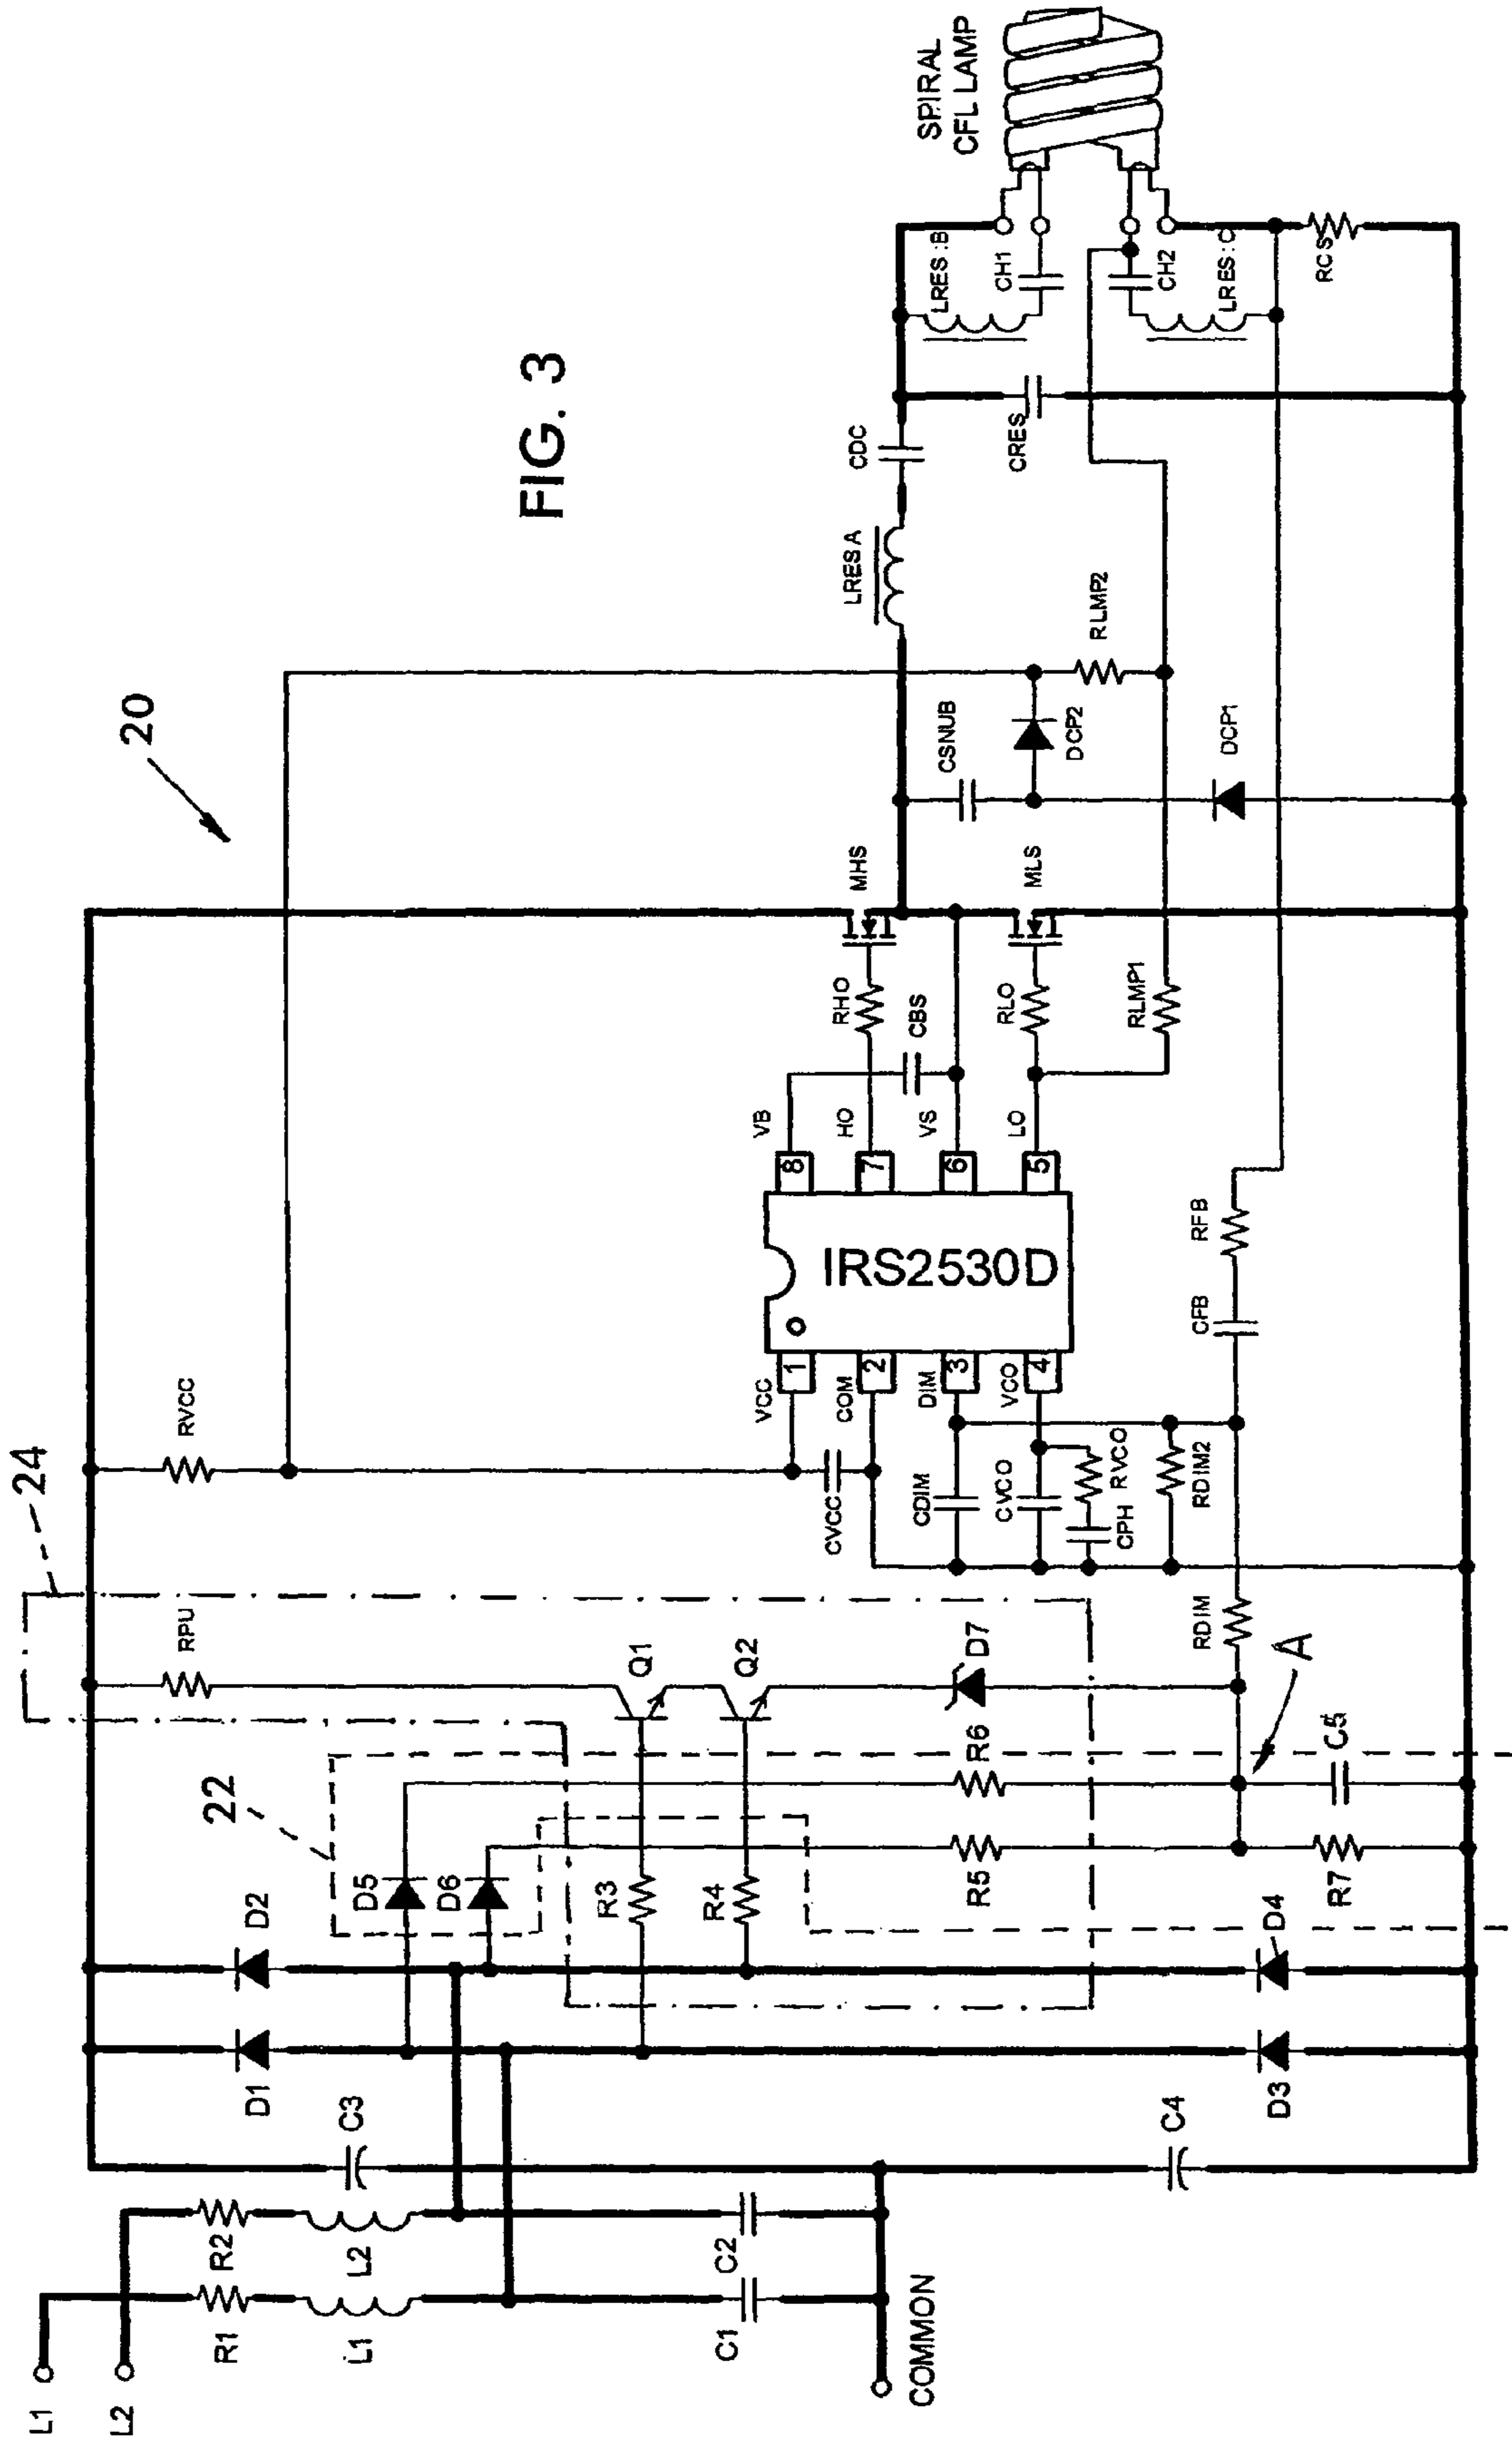 FIG. 3
20
24
22
A
L1
L2
COMMON
R1
R2
L1
L2
C1
C2
C3
C4
D1
D2
D3
D4
D5
D6
R3
R4
R5
R6
R7
C5
Q1
Q2
D7
RPU
RVCC
RDIM
CVCC
CDIM
CVCO
CPH
RVCO
RDIM2
VCC
COM
DIM
VCO
1
2
3
4
IRS2530D
8
7
6
5
VB
HO
VS
LO
CFB
RFB
CBS
RHO
RLO
RLMP1
MHS
MLS
CSNUB
DCP2
DCP1
RLMP2
LRESA
CDC
CRES
LRES:B
CH1
CH2
LRES:C
RCS
SPIRAL
CFL LAMP